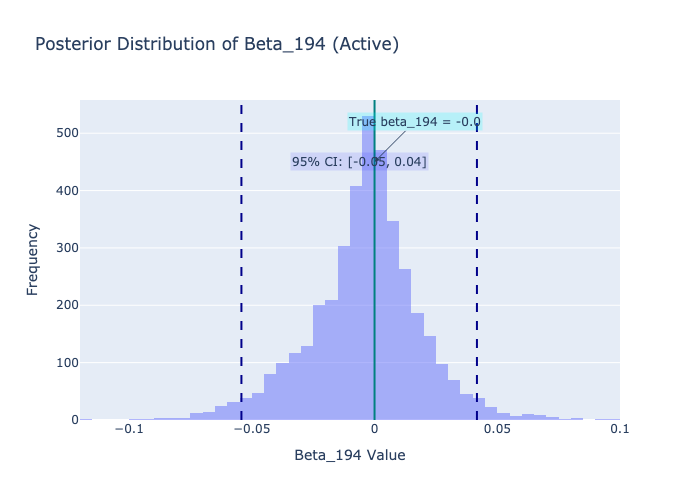 Posterior Distribution of Beta_194 (Active)
True beta_194 = -0.0
95% CI: [-0.05, 0.04]
Frequency
500
400
300
200
100
0
−0.1
−0.05
0
0.05
0.1
Beta_194 Value